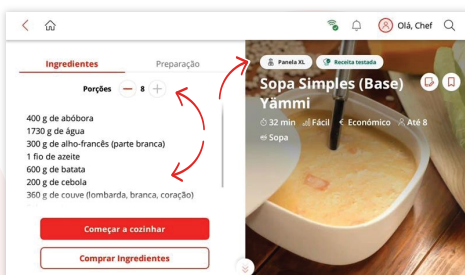 Olá, Chef
Ingredientes
Preparação
Porções
8
400 g de abóbora
1730 g de água
300 g de alho-francês (parte branca)
1 fio de azeite
600 g de batata
200 g de cebola
360 g de couve (lombarda, branca, coração)
Começar a cozinhar
Comprar Ingredientes
Panela XL
Receita testada
Sopa Simples (Base)
Yämmi
32 min
Fácil
€ Económico
Até 8
Sopa